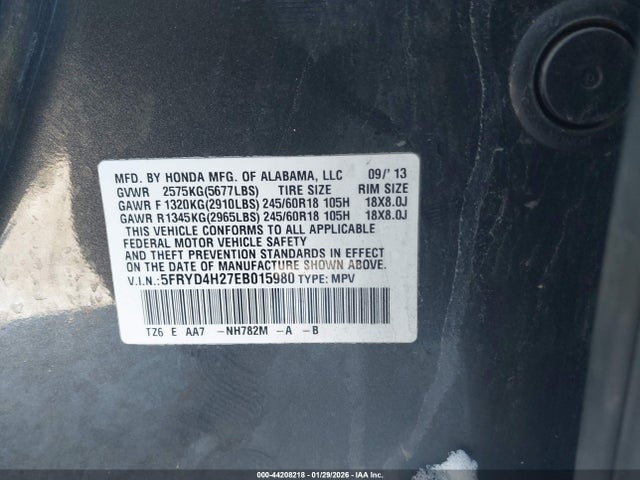 MFD. BY HONDA MFG. OF ALABAMA, LLC 09/' 13
GVWR 2575KG(5677LBS) TIRE SIZE RIM SIZE
GAWR F 1320KG(2910LBS) 245/60R18 105H 18X8.0J
GAWR R 1345KG(2965LBS) 245/60R18 105H 18X8.0J
THIS VEHICLE CONFORMS TO ALL APPLICABLE
FEDERAL MOTOR VEHICLE SAFETY
AND THEFT PREVENTION STANDARDS IN EFFECT
ON THE DATE OF MANUFACTURE SHOWN ABOVE.
V.I.N.: 5FRYD4H27EB015980 TYPE: MPV
TZ6 E AA7 -NH782M -A -B
000-44208218 - 01/29/2026 - IAA Inc.